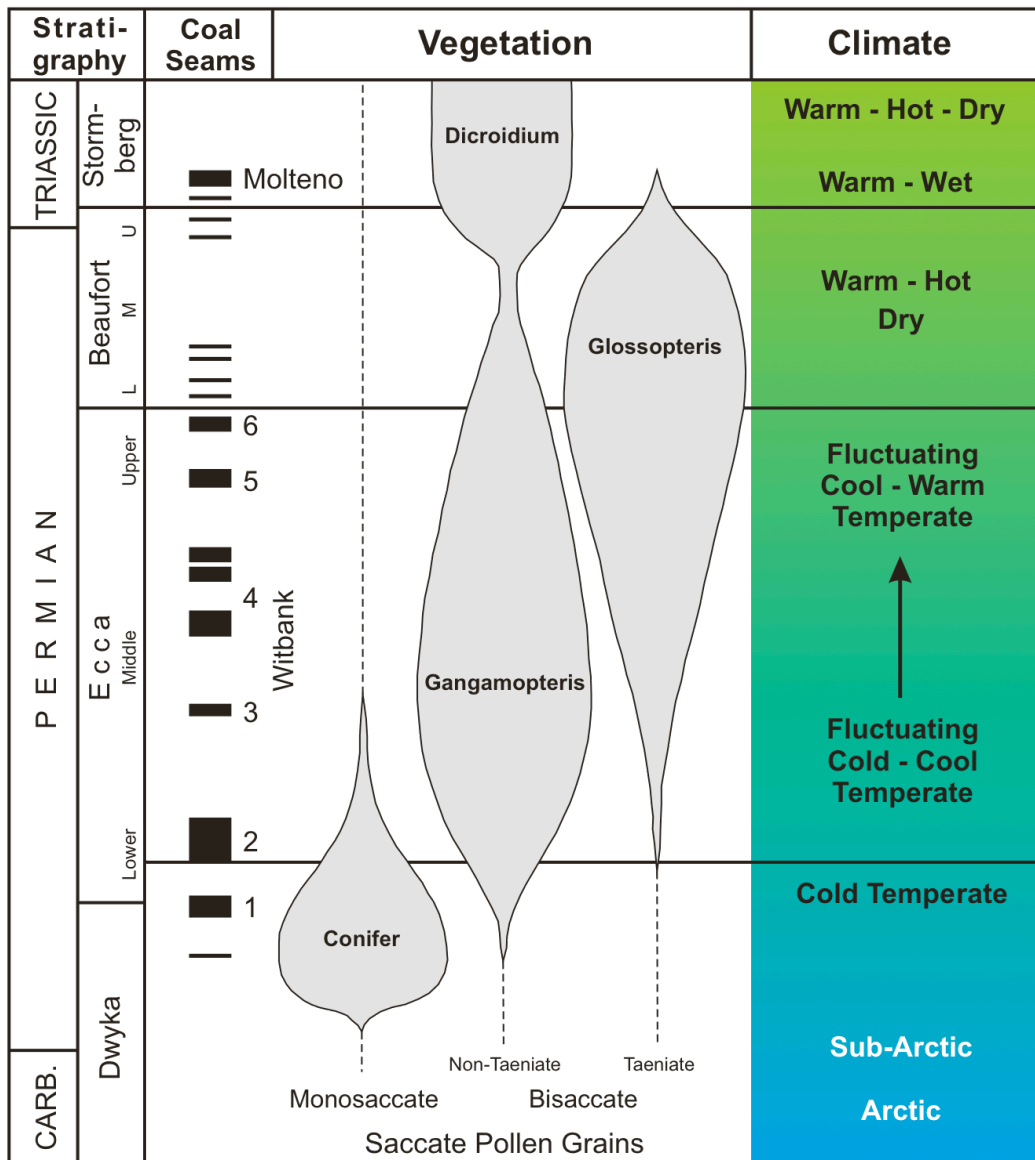 Strati-
graphy
Coal
Seams
Vegetation
Climate
TRIASSIC
PERMIAN
CARB.
Storm-
berg
Beaufort
U
M
L
Ecca
Upper
Middle
Lower
Dwyka
Molteno
6
5
4
3
2
1
Witbank
Dicroidium
Glossopteris
Gangamopteris
Conifer
Warm - Hot - Dry
Warm - Wet
Warm - Hot
Dry
Fluctuating
Cool - Warm
Temperate
Fluctuating
Cold - Cool
Temperate
Cold Temperate
Sub-Arctic
Arctic
Non-Taeniate
Taeniate
Monosaccate
Bisaccate
Saccate Pollen Grains